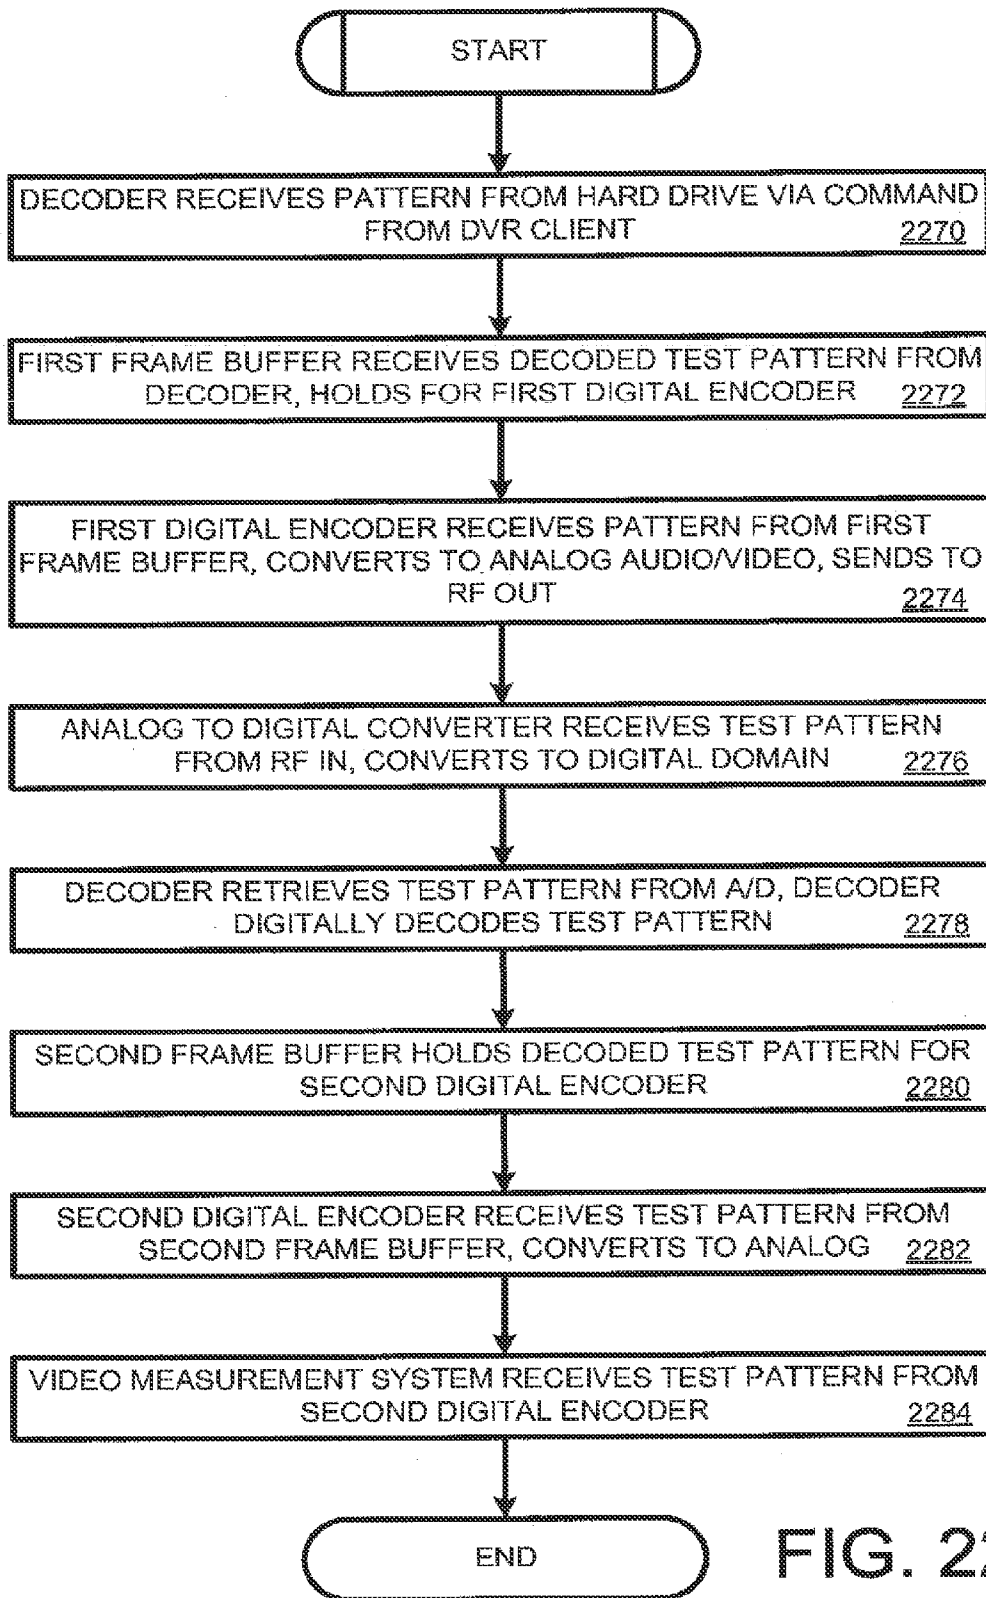 START
DECODER RECEIVES PATTERN FROM HARD DRIVE VIA COMMAND
FROM DVR CLIENT 2270
FIRST FRAME BUFFER RECEIVES DECODED TEST PATTERN FROM
DECODER, HOLDS FOR FIRST DIGITAL ENCODER 2272
FIRST DIGITAL ENCODER RECEIVES PATTERN FROM FIRST
FRAME BUFFER, CONVERTS TO ANALOG AUDIO/VIDEO, SENDS TO
RF OUT 2274
ANALOG TO DIGITAL CONVERTER RECEIVES TEST PATTERN
FROM RF IN, CONVERTS TO DIGITAL DOMAIN 2276
DECODER RETRIEVES TEST PATTERN FROM A/D, DECODER
DIGITALLY DECODES TEST PATTERN 2278
SECOND FRAME BUFFER HOLDS DECODED TEST PATTERN FOR
SECOND DIGITAL ENCODER 2280
SECOND DIGITAL ENCODER RECEIVES TEST PATTERN FROM
SECOND FRAME BUFFER, CONVERTS TO ANALOG 2282
VIDEO MEASUREMENT SYSTEM RECEIVES TEST PATTERN FROM
SECOND DIGITAL ENCODER 2284
END
FIG. 22